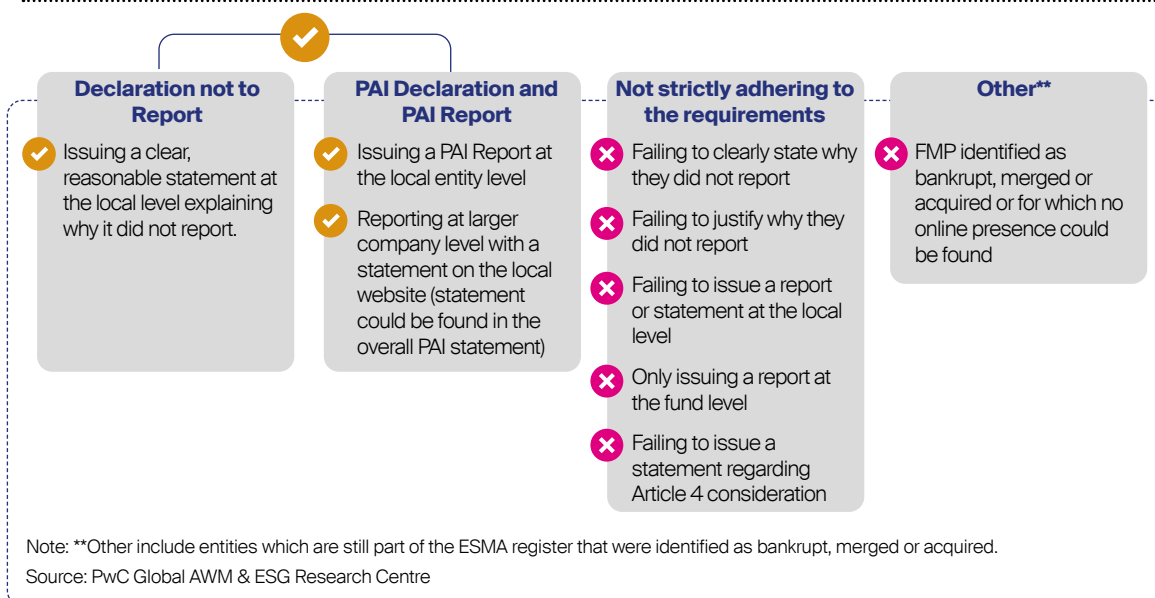 Declaration not to
Report
Issuing a clear,
reasonable statement at
the local level explaining
why it did not report.
PAI Declaration and
PAI Report
Issuing a PAI Report at
the local entity level
Reporting at larger
company level with a
statement on the local
website (statement
could be found in the
overall PAI statement)
Not strictly adhering to
the requirements
Failing to clearly state why
they did not report
Failing to justify why they
did not report
Failing to issue a report
or statement at the local
level
Only issuing a report at
the fund level
Failing to issue a
statement regarding
Article 4 consideration
Other**
FMP identified as
bankrupt, merged or
acquired or for which no
online presence could
be found
Note: **Other include entities which are still part of the ESMA register that were identified as bankrupt, merged or acquired.
Source: PwC Global AWM & ESG Research Centre